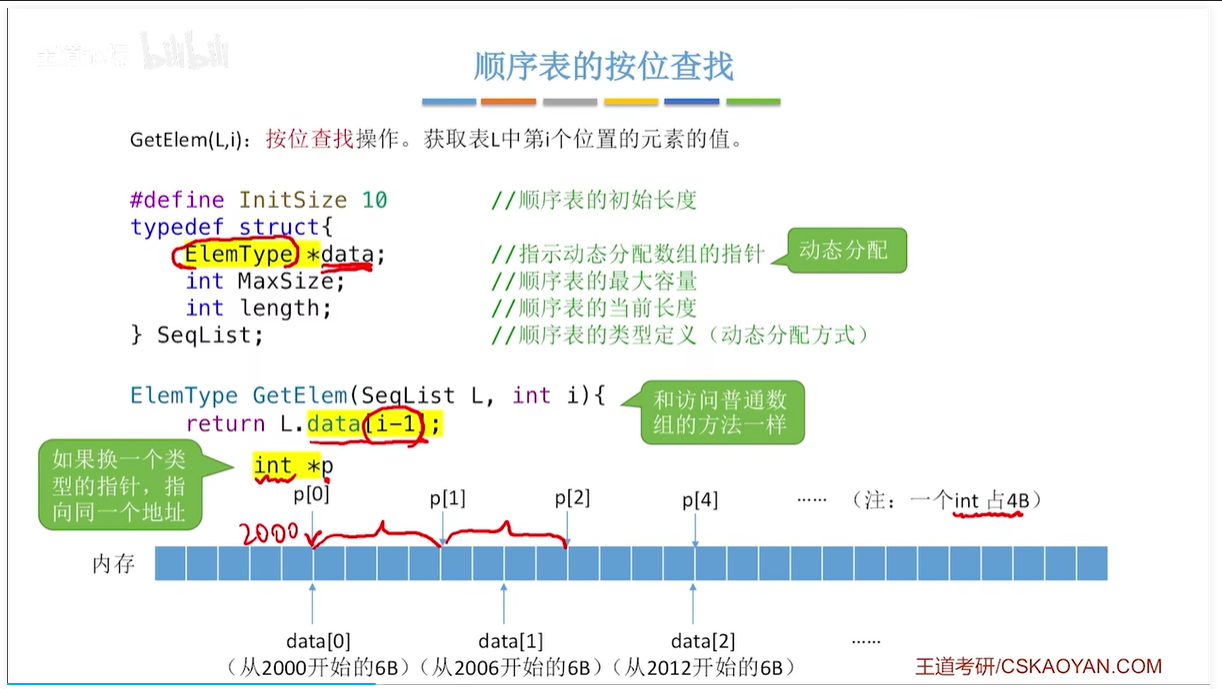 bilibili
顺序表的按位查找
GetElem(L,i)：按位查找操作。获取表L中第i个位置的元素的值。
#define InitSize 10 //顺序表的初始长度
typedef struct{
ElemType *data; //指示动态分配数组的指针
动态分配
int MaxSize; //顺序表的最大容量
int length; //顺序表的当前长度
} SeqList; //顺序表的类型定义（动态分配方式）
ElemType GetElem(SeqList L, int i){
return L.data[i-1];
和访问普通数
组的方法一样
如果换一个类
型的指针，指
向同一个地址
int *p
p[0] p[1] p[2] p[4] …… （注：一个int 占4B）
2000
内存
data[0] data[1] data[2] ……
（从2000开始的6B）（从2006开始的6B）（从2012开始的6B）
王道考研/CSKAOYAN.COM